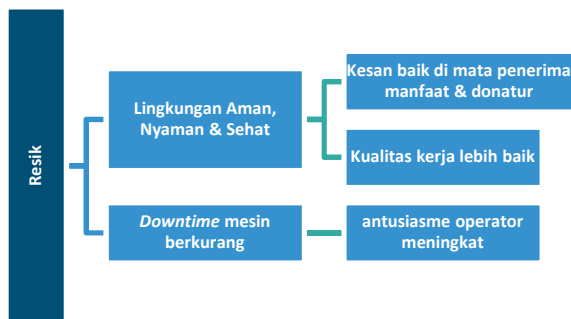 Resik
Lingkungan Aman,
Nyaman & Sehat
Kesan baik di mata penerima
manfaat & donatur
Kualitas kerja lebih baik
Downtime mesin
berkurang
antusiasme operator
meningkat